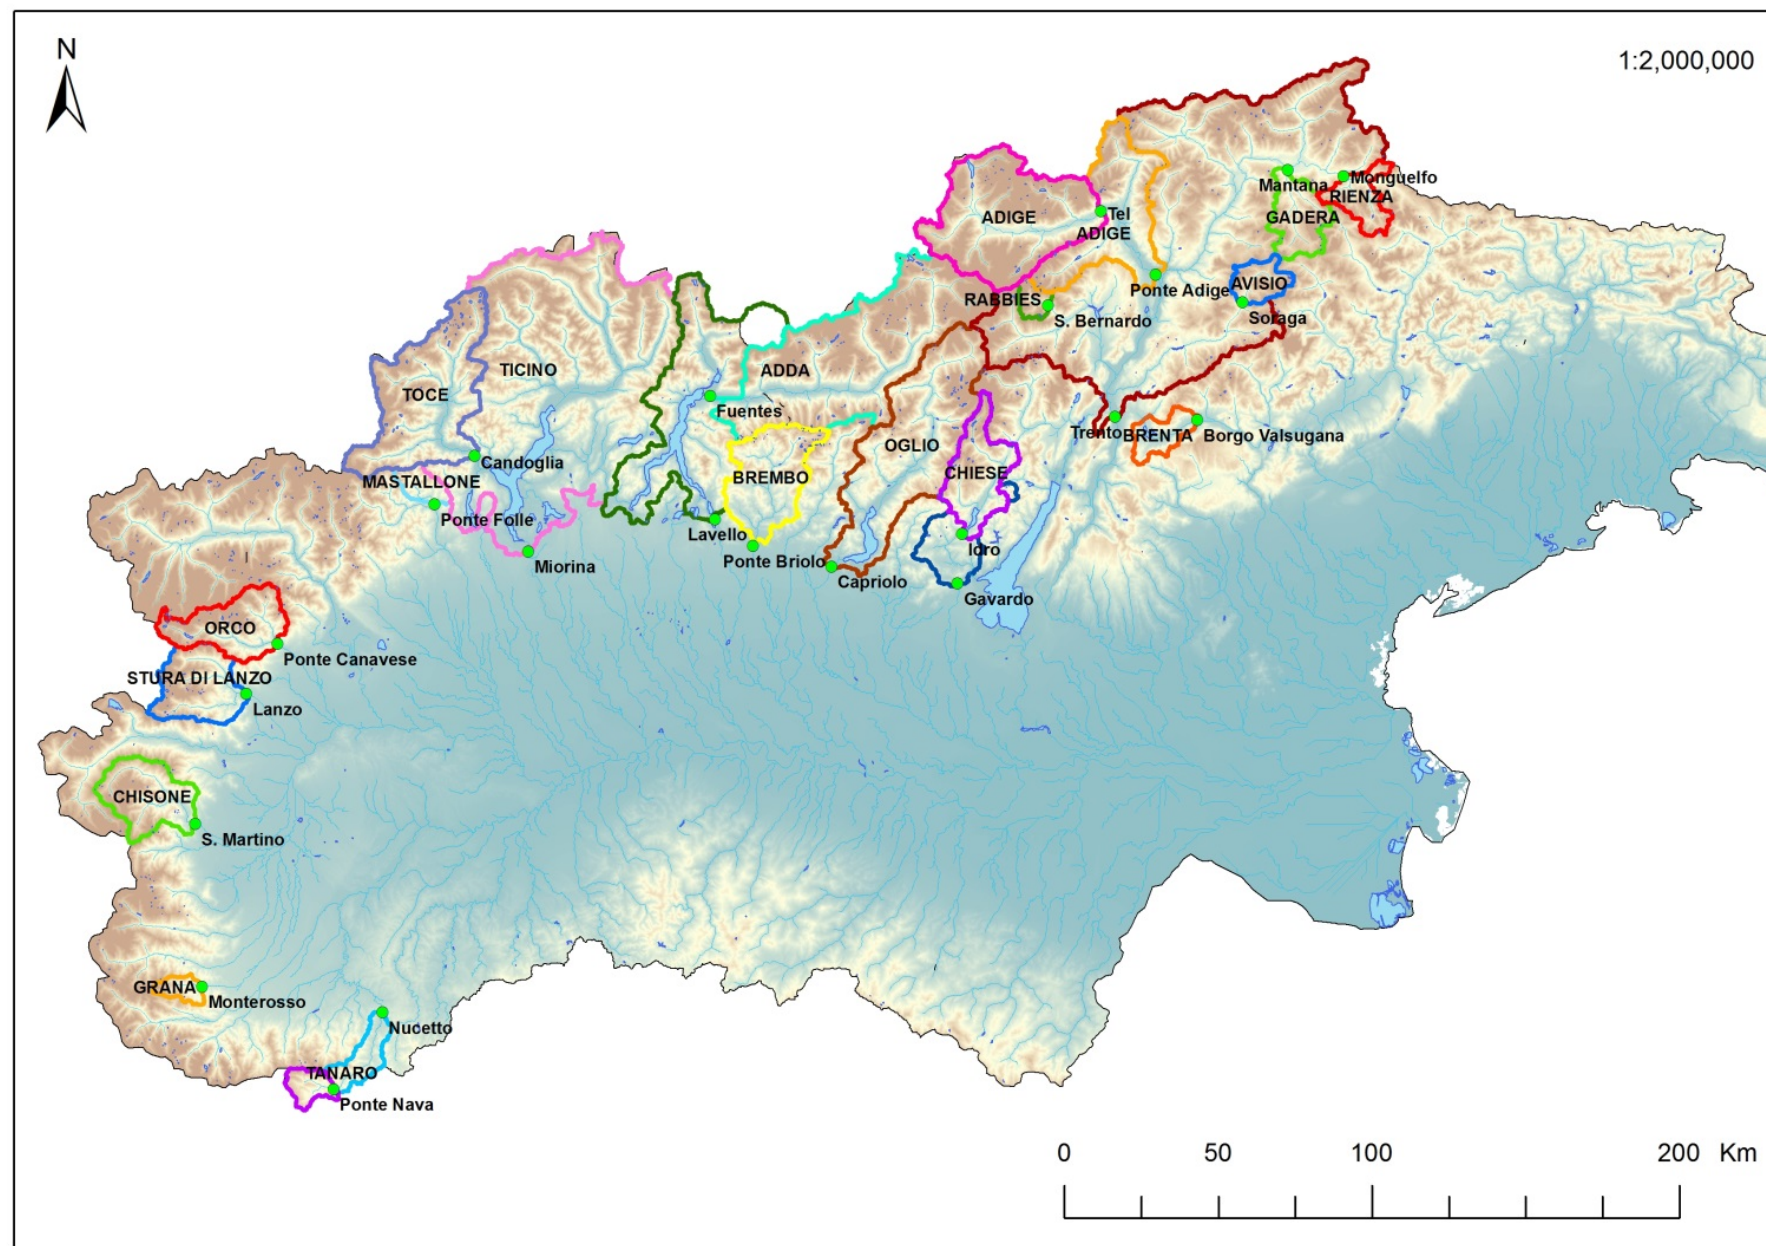 N
1:2,000,000
Mantana
Monguelfo
RIENZA
GADERA
ADIGE
Tel
ADIGE
AVISIO
Ponte Adige
RABBIES
S. Bernardo
Soraga
TICINO
TOCE
ADDA
Fuentes
OGLIO
Trento
BRENTA
Borgo Valsugana
Candoglia
MASTALLONE
BREMBO
CHIESE
Ponte Folle
Lavello
Idro
Miorina
Ponte Briolo
Capriolo
Gavardo
ORCO
Ponte Canavese
STURA DI LANZO
Lanzo
CHISONE
S. Martino
GRANA
Monterosso
Nucetto
TANARO
Ponte Nava
0 50 100 200 Km